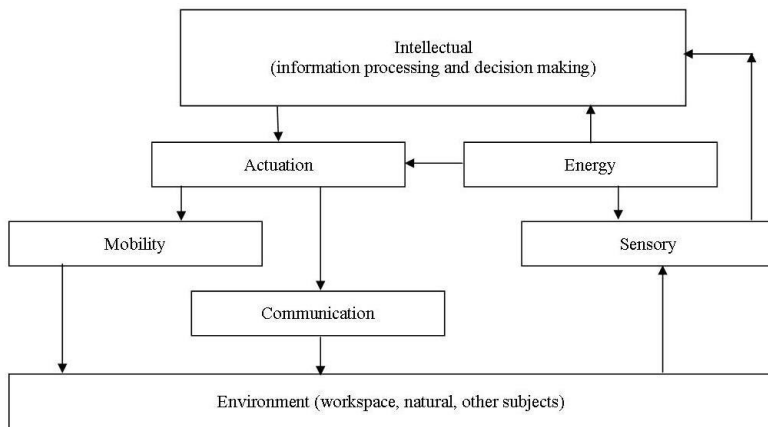 Intellectual
(information processing and decision making)
Actuation
Energy
Mobility
Sensory
Communication
Environment (workspace, natural, other subjects)